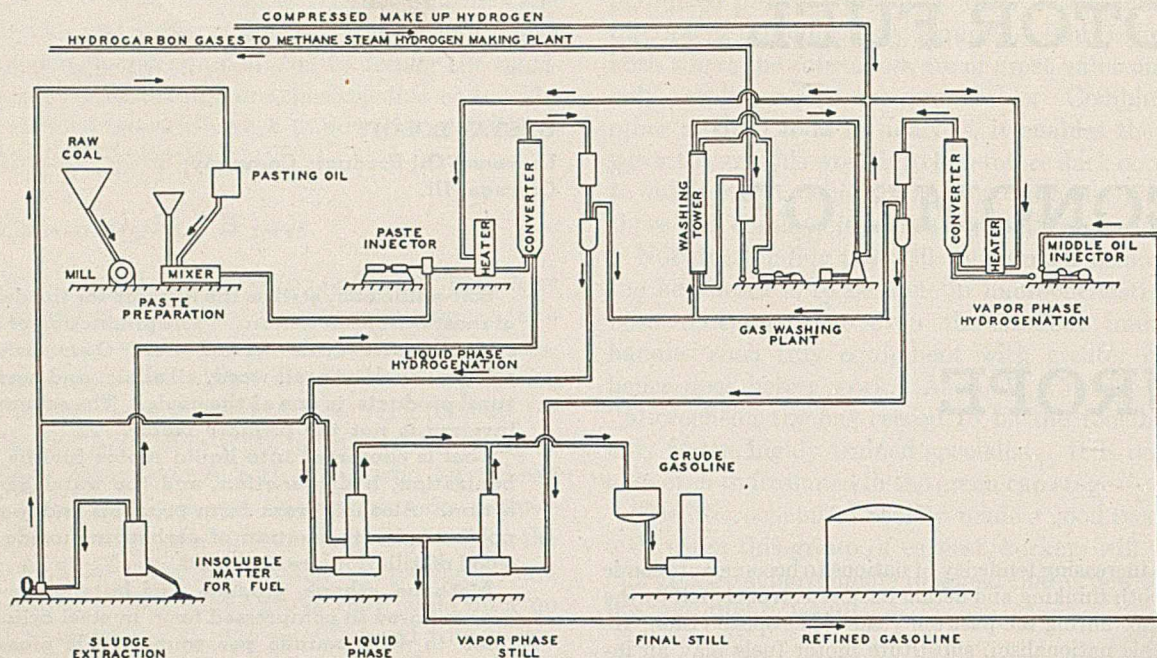 COMPRESSED MAKE UP HYDROGEN
HYDROCARBON GASES TO METHANE STEAM HYDROGEN MAKING PLANT
RAW
COAL
PASTING OIL
MILL
MIXER
PASTE
PREPARATION
PASTE
INJECTOR
HEATER
CONVERTER
LIQUID PHASE
HYDROGENATION
WASHING
TOWER
GAS WASHING
PLANT
CONVERTER
HEATER
MIDDLE OIL
INJECTOR
VAPOR PHASE
HYDROGENATION
CRUDE
GASOLINE
INSOLUBLE
MATTER
FOR FUEL
SLUDGE
EXTRACTION
LIQUID
PHASE
VAPOR PHASE
STILL
FINAL STILL
REFINED GASOLINE